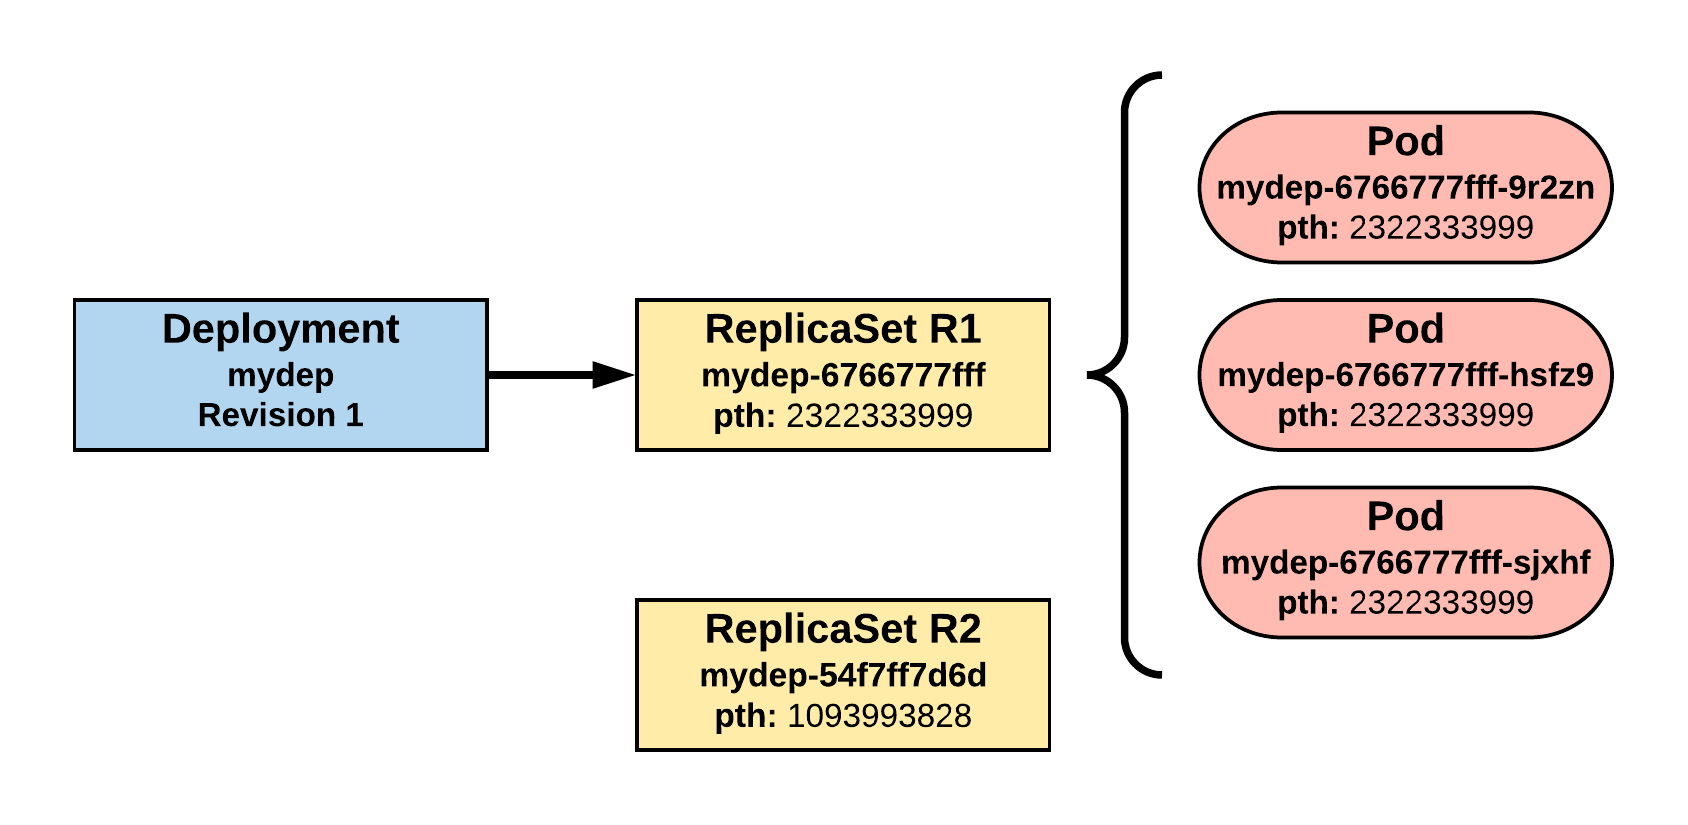 Deployment
mydep
Revision 1
ReplicaSet R1
mydep-6766777fff
pth: 2322333999
ReplicaSet R2
mydep-54f7ff7d6d
pth: 1093993828
Pod
mydep-6766777fff-9r2zn
pth: 2322333999
Pod
mydep-6766777fff-hsfz9
pth: 2322333999
Pod
mydep-6766777fff-sjxhf
pth: 2322333999